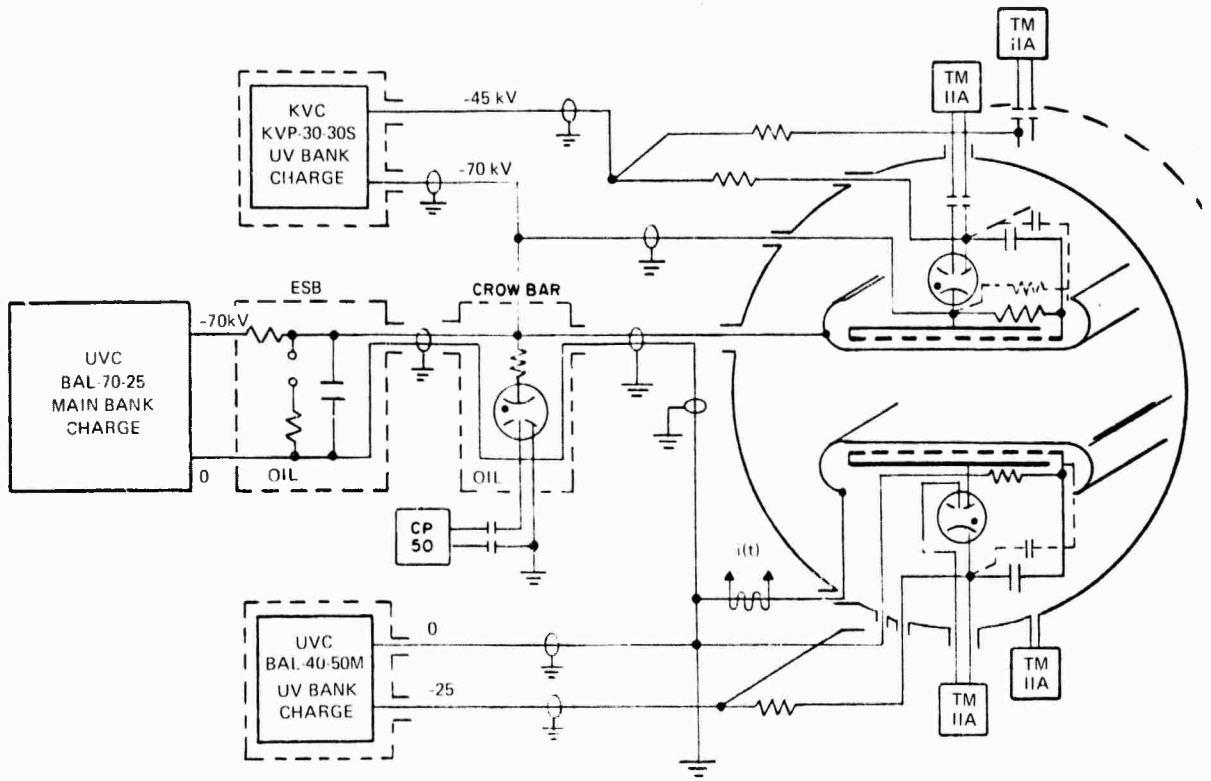 TM
iIA
TM
IIA
KVC
KVP-30-30S
UV BANK
CHARGE
-45 kV
-70 kV
ESB
CROW BAR
-70kV
UVC
BAL-70-25
MAIN BANK
CHARGE
0
OIL
OIL
CP
50
i(t)
UVC
BAL-40-50M
UV BANK
CHARGE
0
-25
TM
IIA
TM
IIA